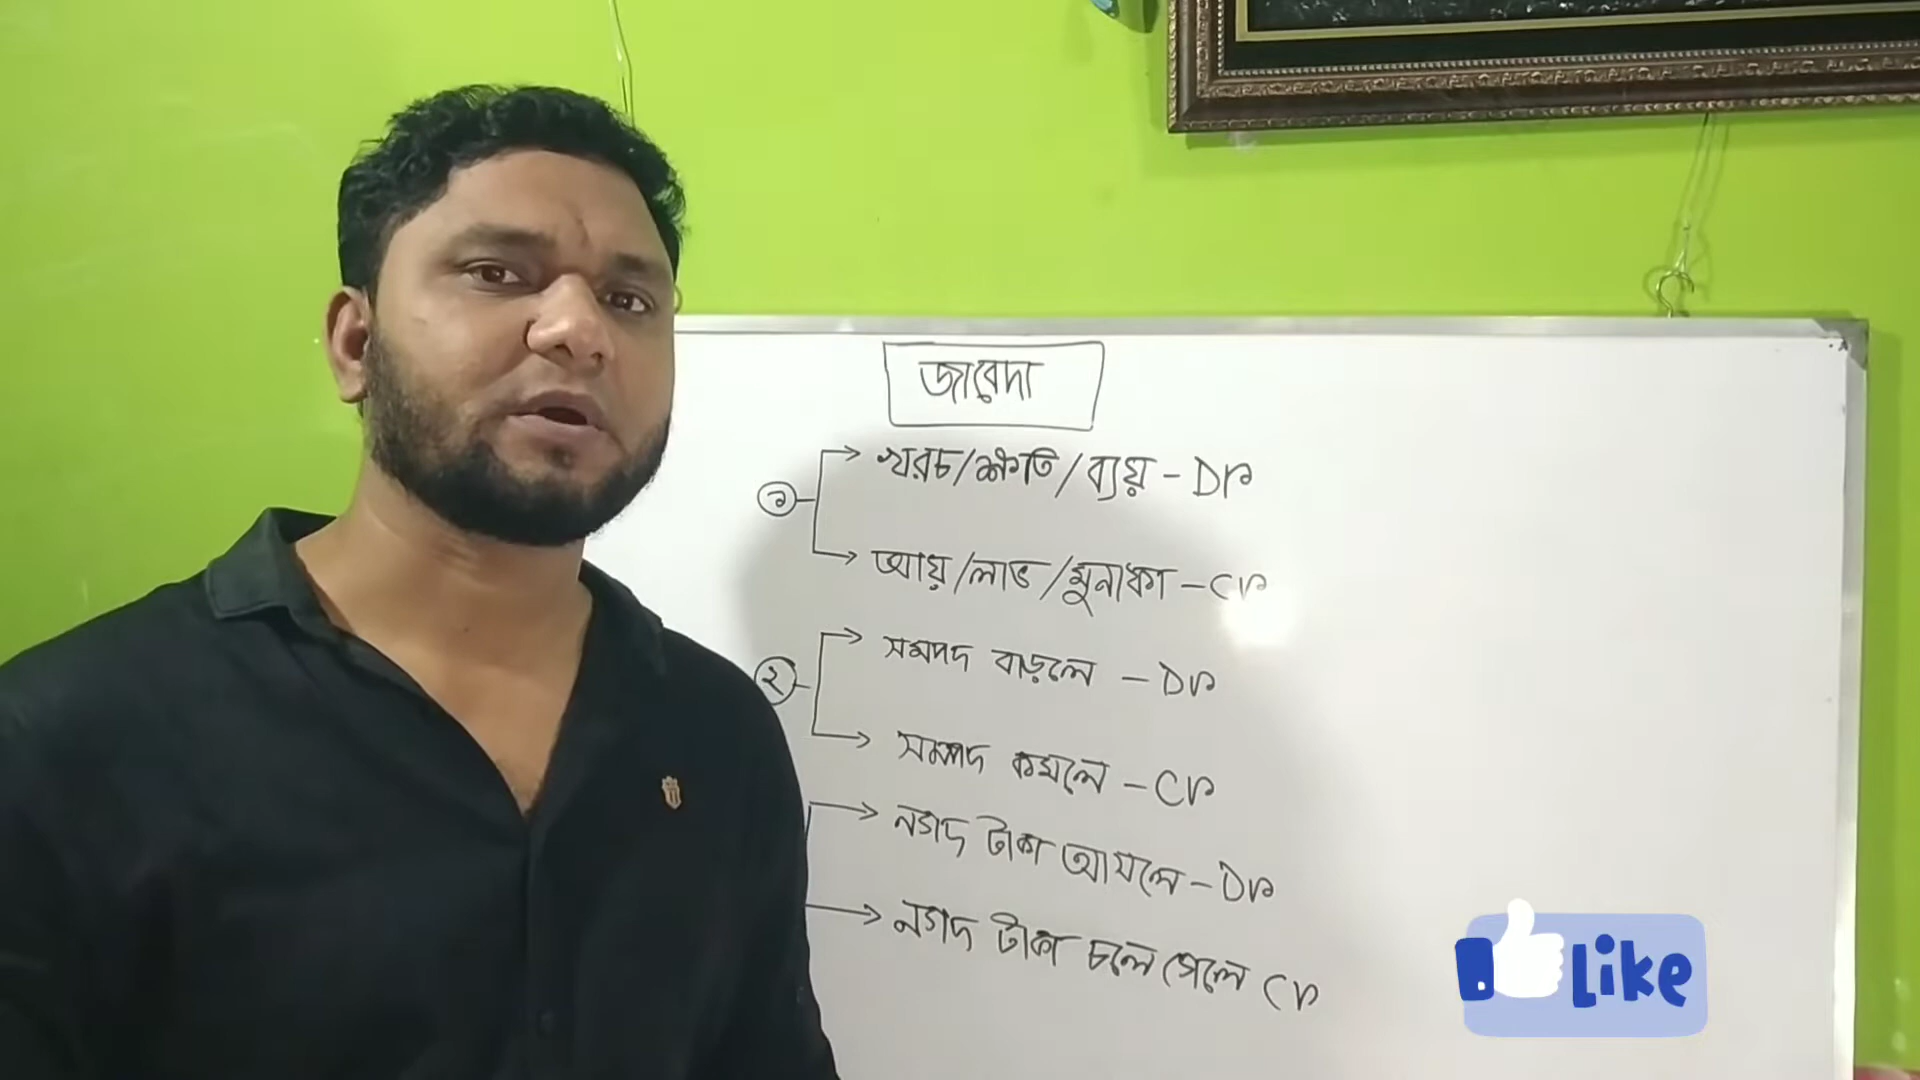 জাবেদা
১ খরচ/ক্ষতি/ব্যয় - Dr
আয়/লাভ/মুনাফা - Cr
২ সম্পদ বাড়লে - Dr
সম্পদ কমলে - Cr
নগদ টাকা আসলে - Dr
নগদ টাকা চলে গেলে Cr
Like